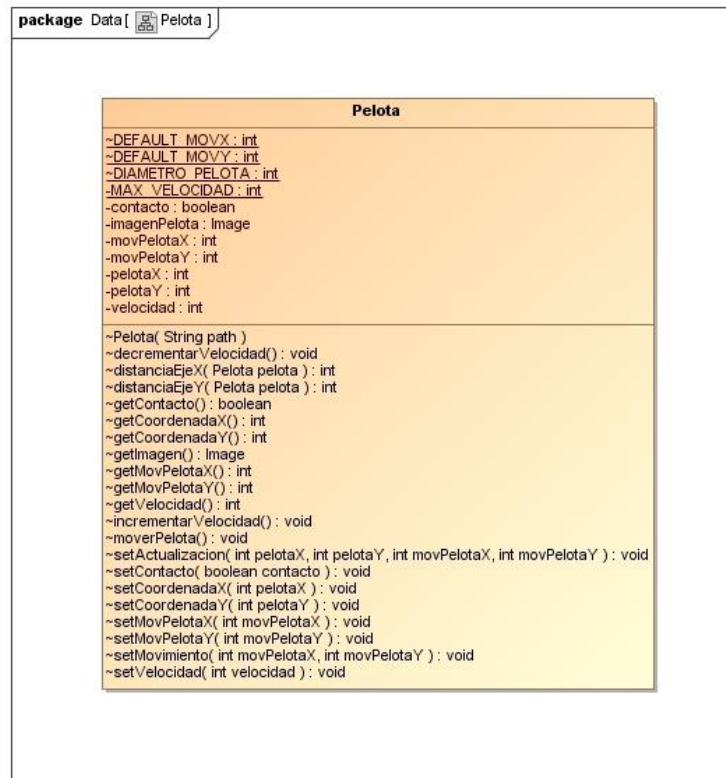 package Data [ Pelota ]
Pelota
~DEFAULT_MOVX : int
~DEFAULT_MOVY : int
~DIAMETRO_PELOTA : int
-MAX_VELOCIDAD : int
-contacto : boolean
-imagenPelota : Image
-movPelotaX : int
-movPelotaY : int
-pelotaX : int
-pelotaY : int
-velocidad : int
~Pelota( String path )
~decrementarVelocidad() : void
~distanciaEjeX( Pelota pelota ) : int
~distanciaEjeY( Pelota pelota ) : int
~getContacto() : boolean
~getCoordenadaX() : int
~getCoordenadaY() : int
~getImagen() : Image
~getMovPelotaX() : int
~getMovPelotaY() : int
~getVelocidad() : int
~incrementarVelocidad() : void
~moverPelota() : void
~setActualizacion( int pelotaX, int pelotaY, int movPelotaX, int movPelotaY ) : void
~setContacto( boolean contacto ) : void
~setCoordenadaX( int pelotaX ) : void
~setCoordenadaY( int pelotaY ) : void
~setMovPelotaX( int movPelotaX ) : void
~setMovPelotaY( int movPelotaY ) : void
~setMovimiento( int movPelotaX, int movPelotaY ) : void
~setVelocidad( int velocidad ) : void